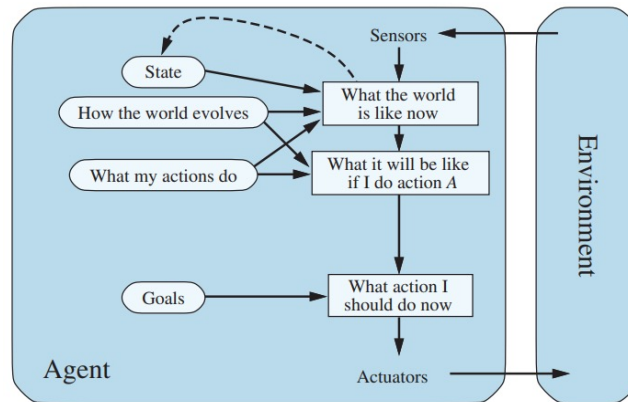 Sensors
State
What the world
is like now
How the world evolves
What it will be like
if I do action A
What my actions do
Environment
What action I
should do now
Goals
Agent
Actuators